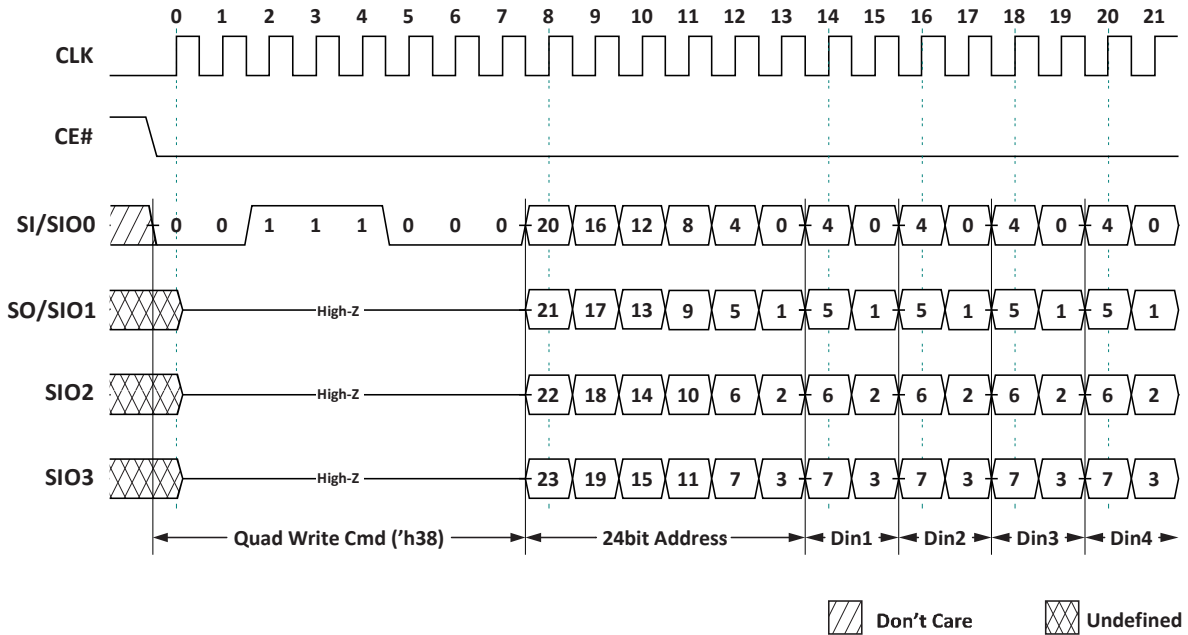 0 1 2 3 4 5 6 7 8 9 10 11 12 13 14 15 16 17 18 19 20 21
CLK
CE#
SI/SIO0 0 0 1 1 1 0 0 0 20 16 12 8 4 0 4 0 4 0 4 0 4 0
SO/SIO1 High-Z 21 17 13 9 5 1 5 1 5 1 5 1 5 1
SIO2 High-Z 22 18 14 10 6 2 6 2 6 2 6 2 6 2
SIO3 High-Z 23 19 15 11 7 3 7 3 7 3 7 3 7 3
Quad Write Cmd ('h38) 24bit Address Din1 Din2 Din3 Din4
Don't Care Undefined